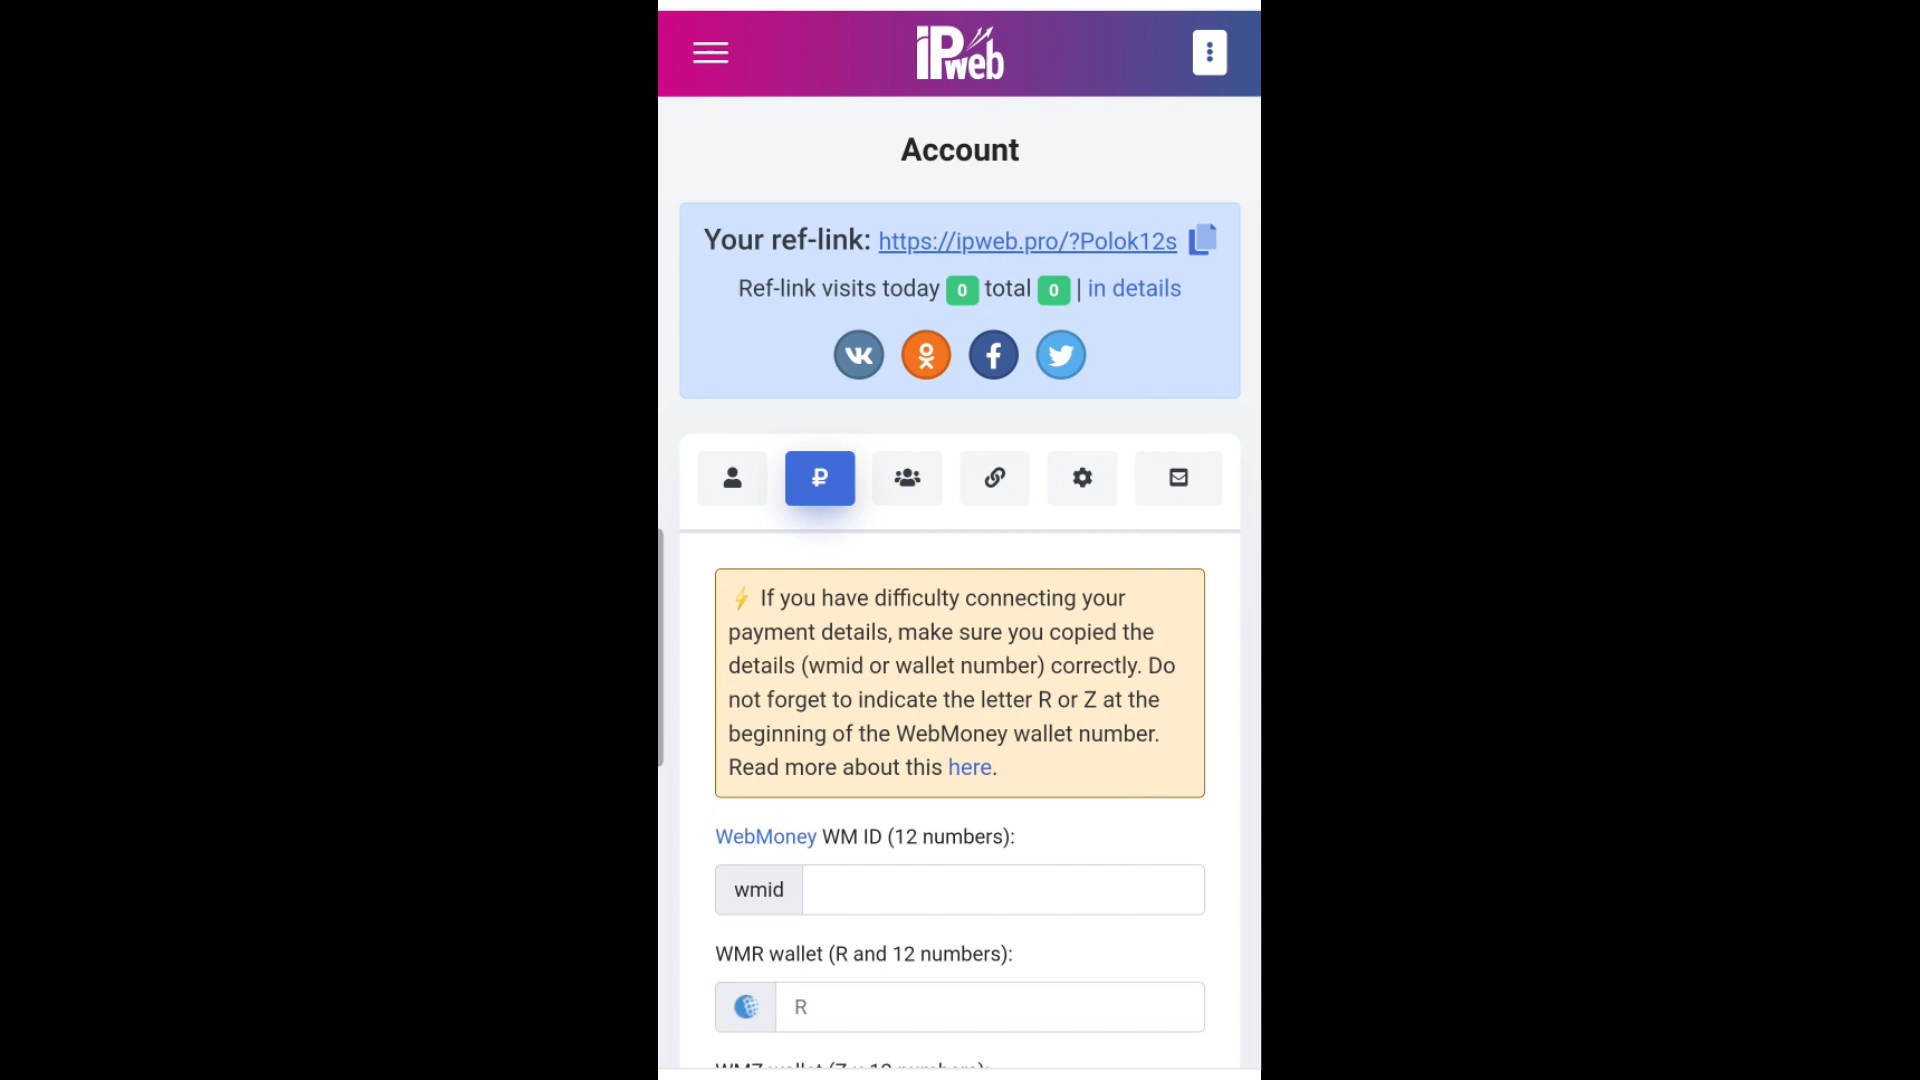 iPweb
Account
Your ref-link: https://ipweb.pro/?Polok12s
Ref-link visits today 0 total 0 | in details
⚡ If you have difficulty connecting your
payment details, make sure you copied the
details (wmid or wallet number) correctly. Do
not forget to indicate the letter R or Z at the
beginning of the WebMoney wallet number.
Read more about this here.
WebMoney WM ID (12 numbers):
wmid
WMR wallet (R and 12 numbers):
R